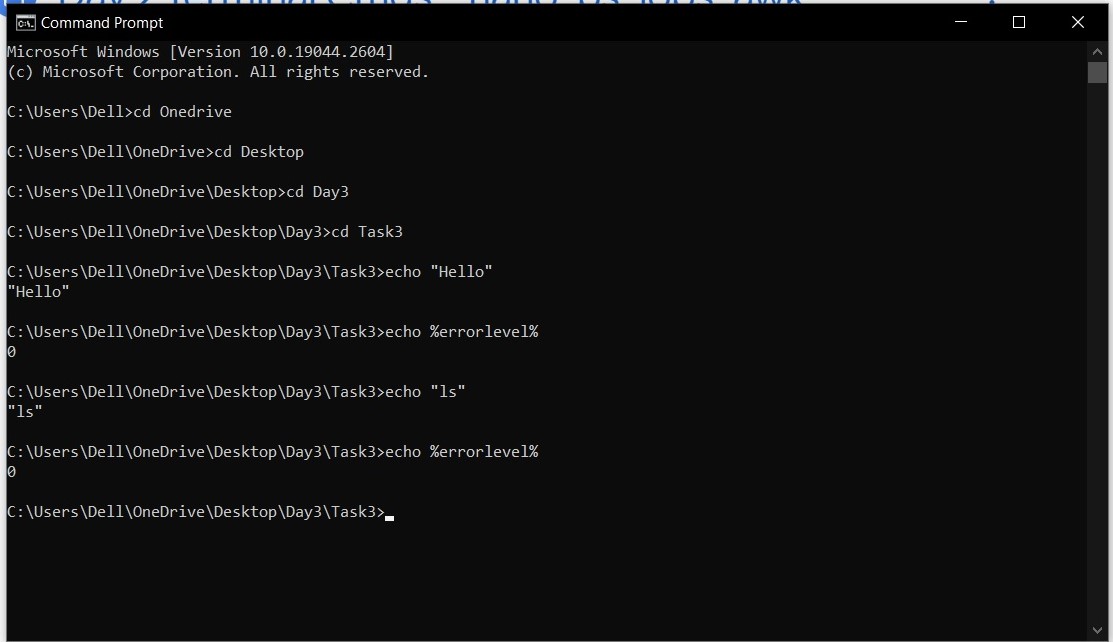 Command Prompt
Microsoft Windows [Version 10.0.19044.2604]
(c) Microsoft Corporation. All rights reserved.
C:\Users\Dell>cd Onedrive
C:\Users\Dell\OneDrive>cd Desktop
C:\Users\Dell\OneDrive\Desktop>cd Day3
C:\Users\Dell\OneDrive\Desktop\Day3>cd Task3
C:\Users\Dell\OneDrive\Desktop\Day3\Task3>echo "Hello"
"Hello"
C:\Users\Dell\OneDrive\Desktop\Day3\Task3>echo %errorlevel%
0
C:\Users\Dell\OneDrive\Desktop\Day3\Task3>echo "ls"
"ls"
C:\Users\Dell\OneDrive\Desktop\Day3\Task3>echo %errorlevel%
0
C:\Users\Dell\OneDrive\Desktop\Day3\Task3>